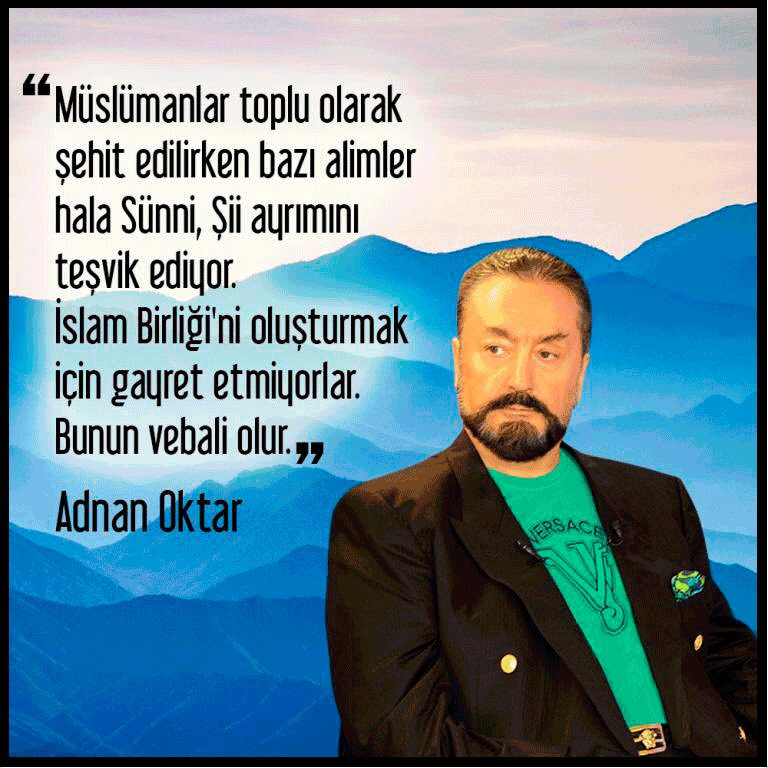 “Müslümanlar toplu olarak
şehit edilirken bazı alimler
hala Sünni, Şii ayrımını
teşvik ediyor.
İslam Birliği'ni oluşturmak
için gayret etmiyorlar.
Bunun vebali olur.„
Adnan Oktar
VERSACE